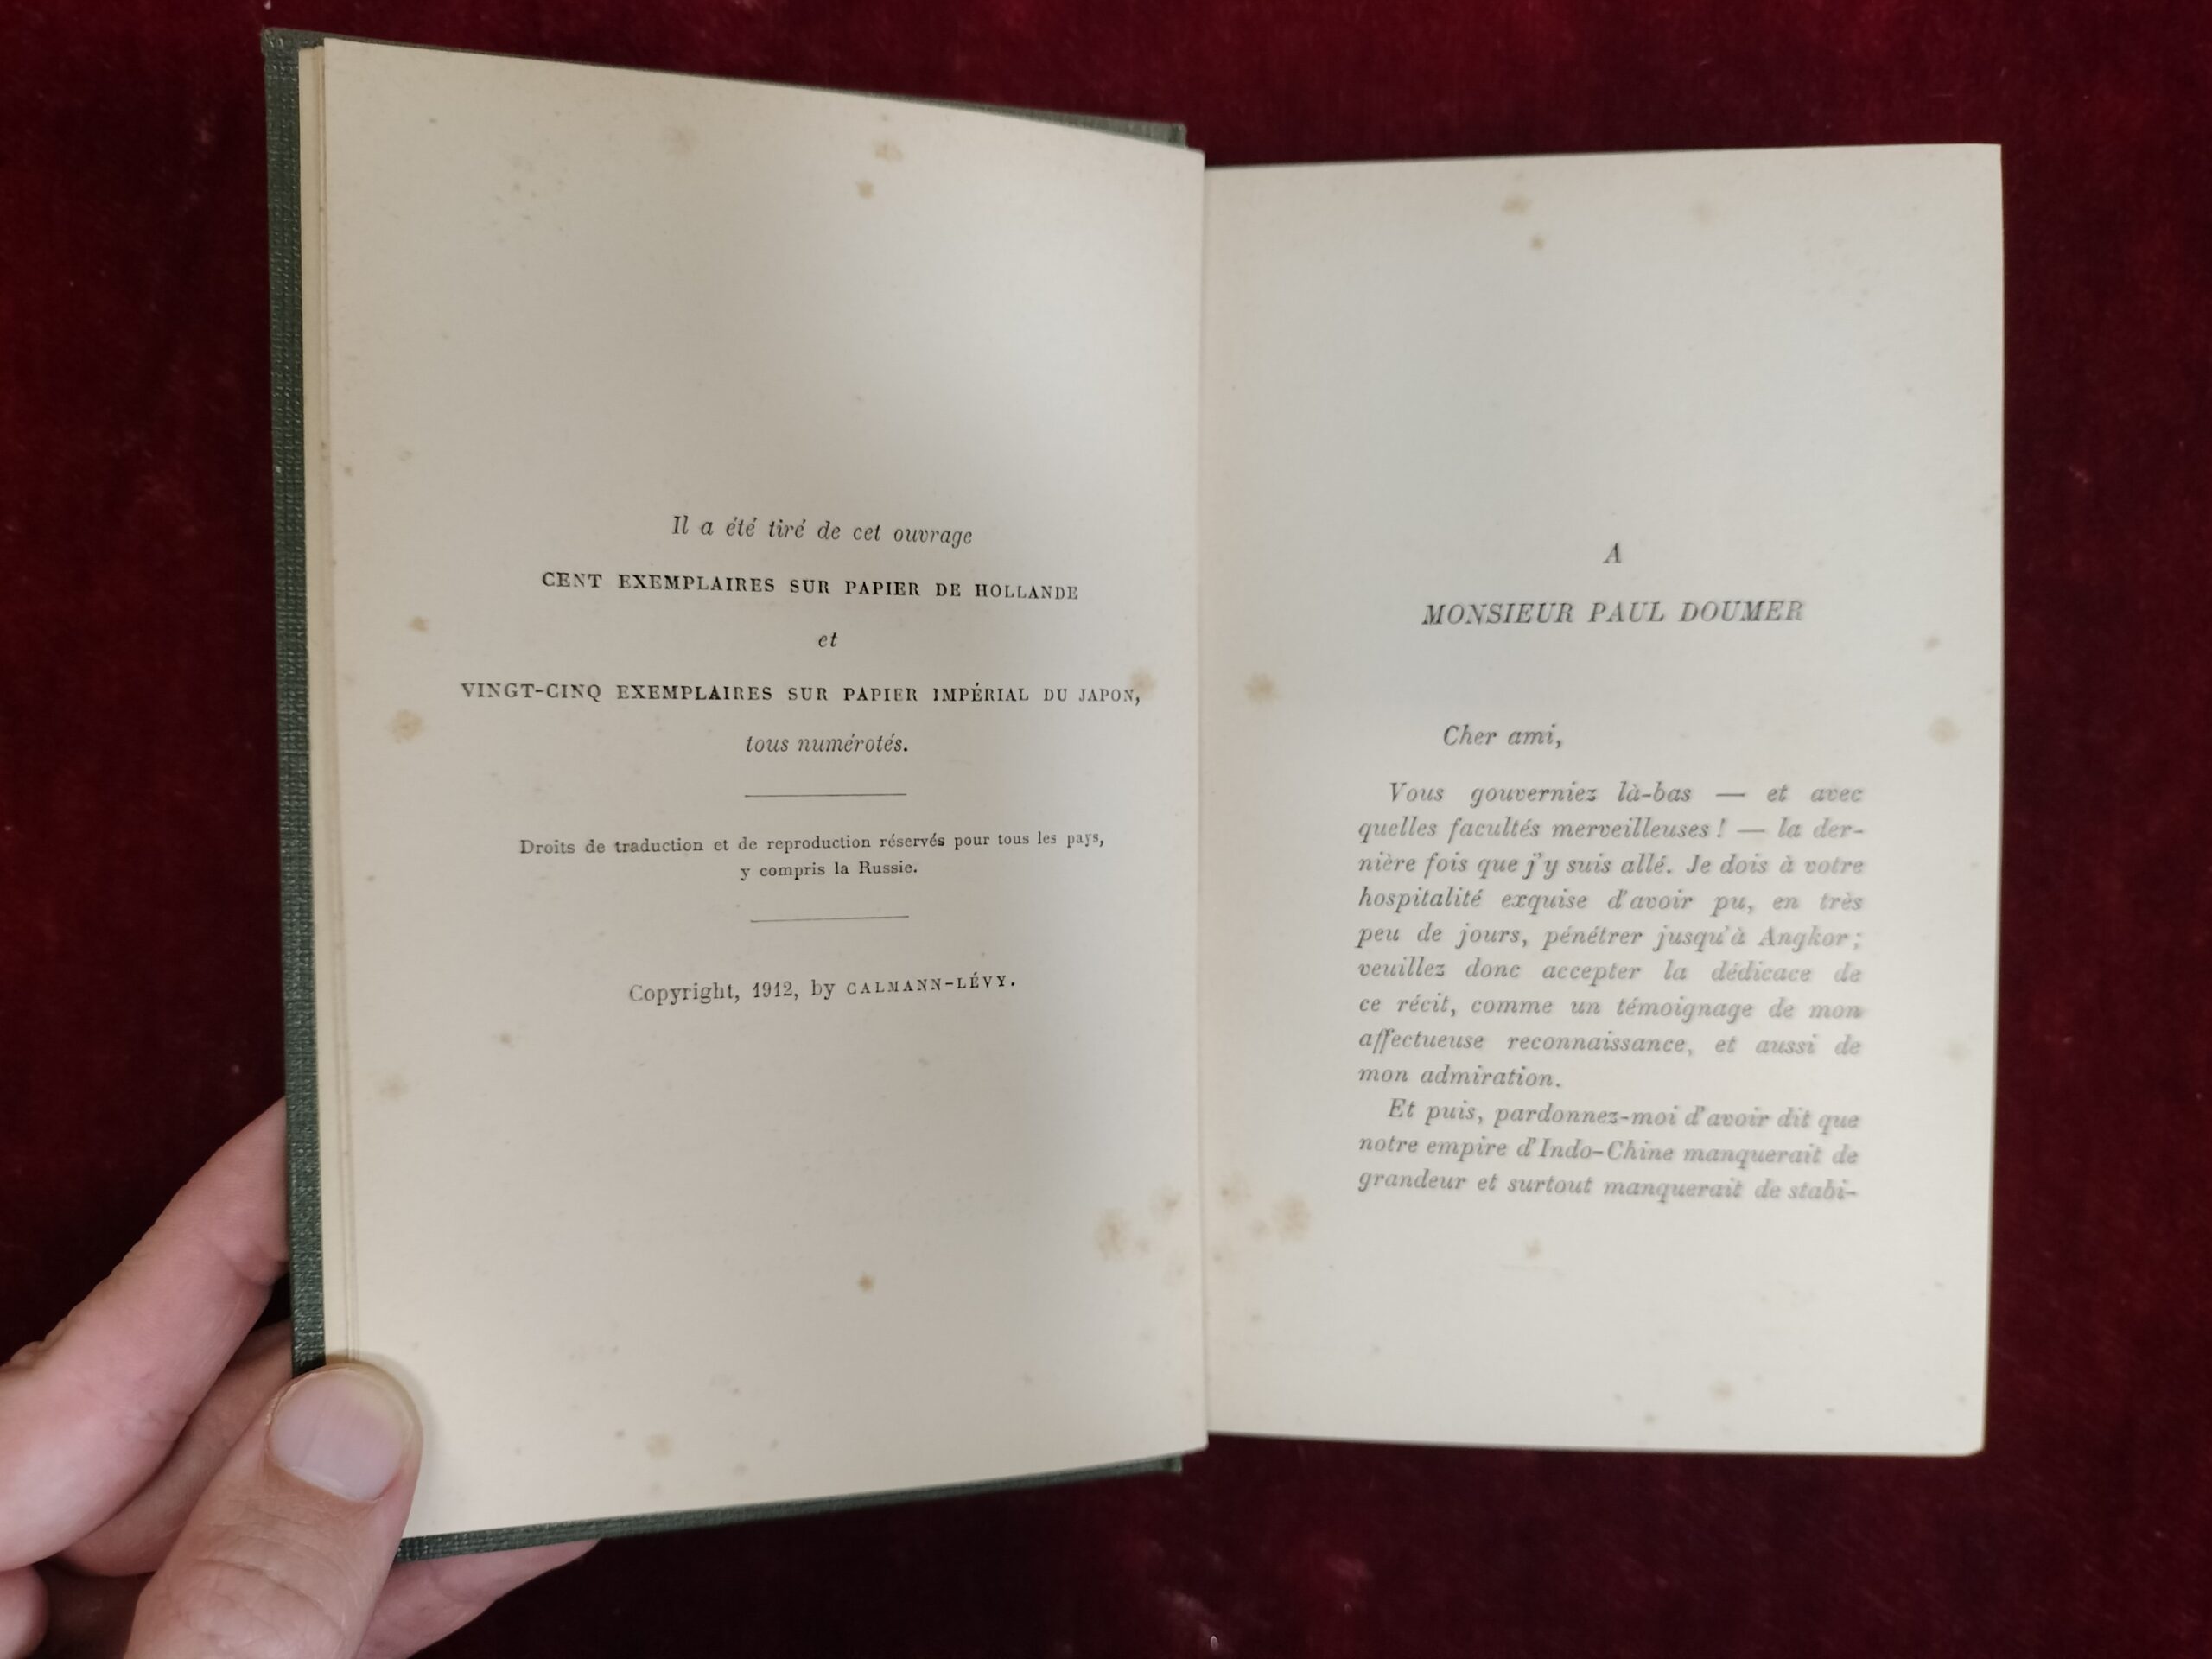 Il a été tiré de cet ouvrage
CENT EXEMPLAIRES SUR PAPIER DE HOLLANDE
et
VINGT-CINQ EXEMPLAIRES SUR PAPIER IMPÉRIAL DU JAPON,
tous numérotés.
Droits de traduction et de reproduction réservés pour tous les pays,
y compris la Russie.
Copyright, 1912, by CALMANN-LÉVY.
A
MONSIEUR PAUL DOUMER
Cher ami,
Vous gouverniez là-bas — et avec
quelles facultés merveilleuses ! — la der-
nière fois que j'y suis allé. Je dois à votre
hospitalité exquise d'avoir pu, en très
peu de jours, pénétrer jusqu'à Angkor ;
veuillez donc accepter la dédicace de
ce récit, comme un témoignage de mon
affectueuse reconnaissance, et aussi de
mon admiration.
Et puis, pardonnez-moi d'avoir dit que
notre empire d'Indo-Chine manquerait de
grandeur et surtout manquerait de stabi-